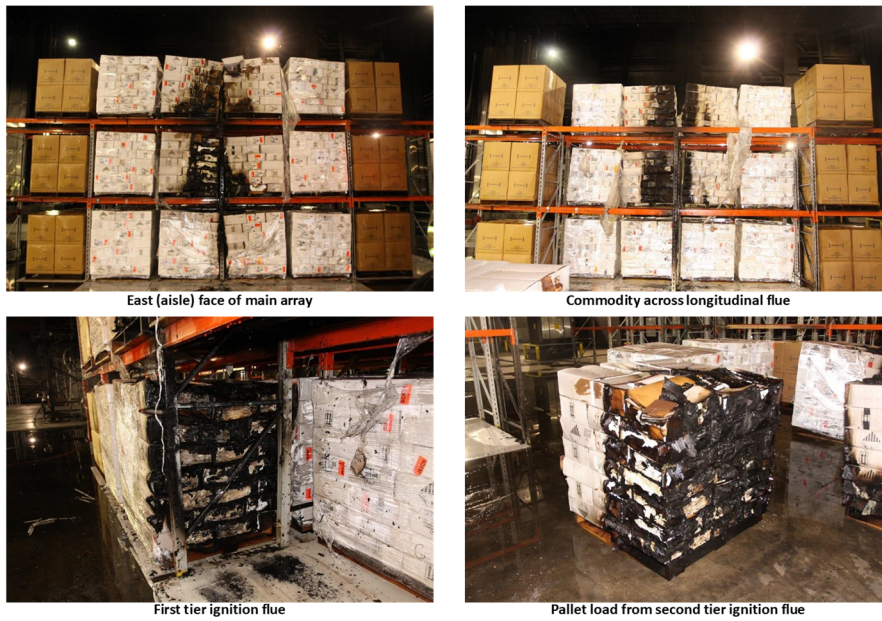 East (aisle) face of main array
Commodity across longitudinal flue
First tier ignition flue
Pallet load from second tier ignition flue